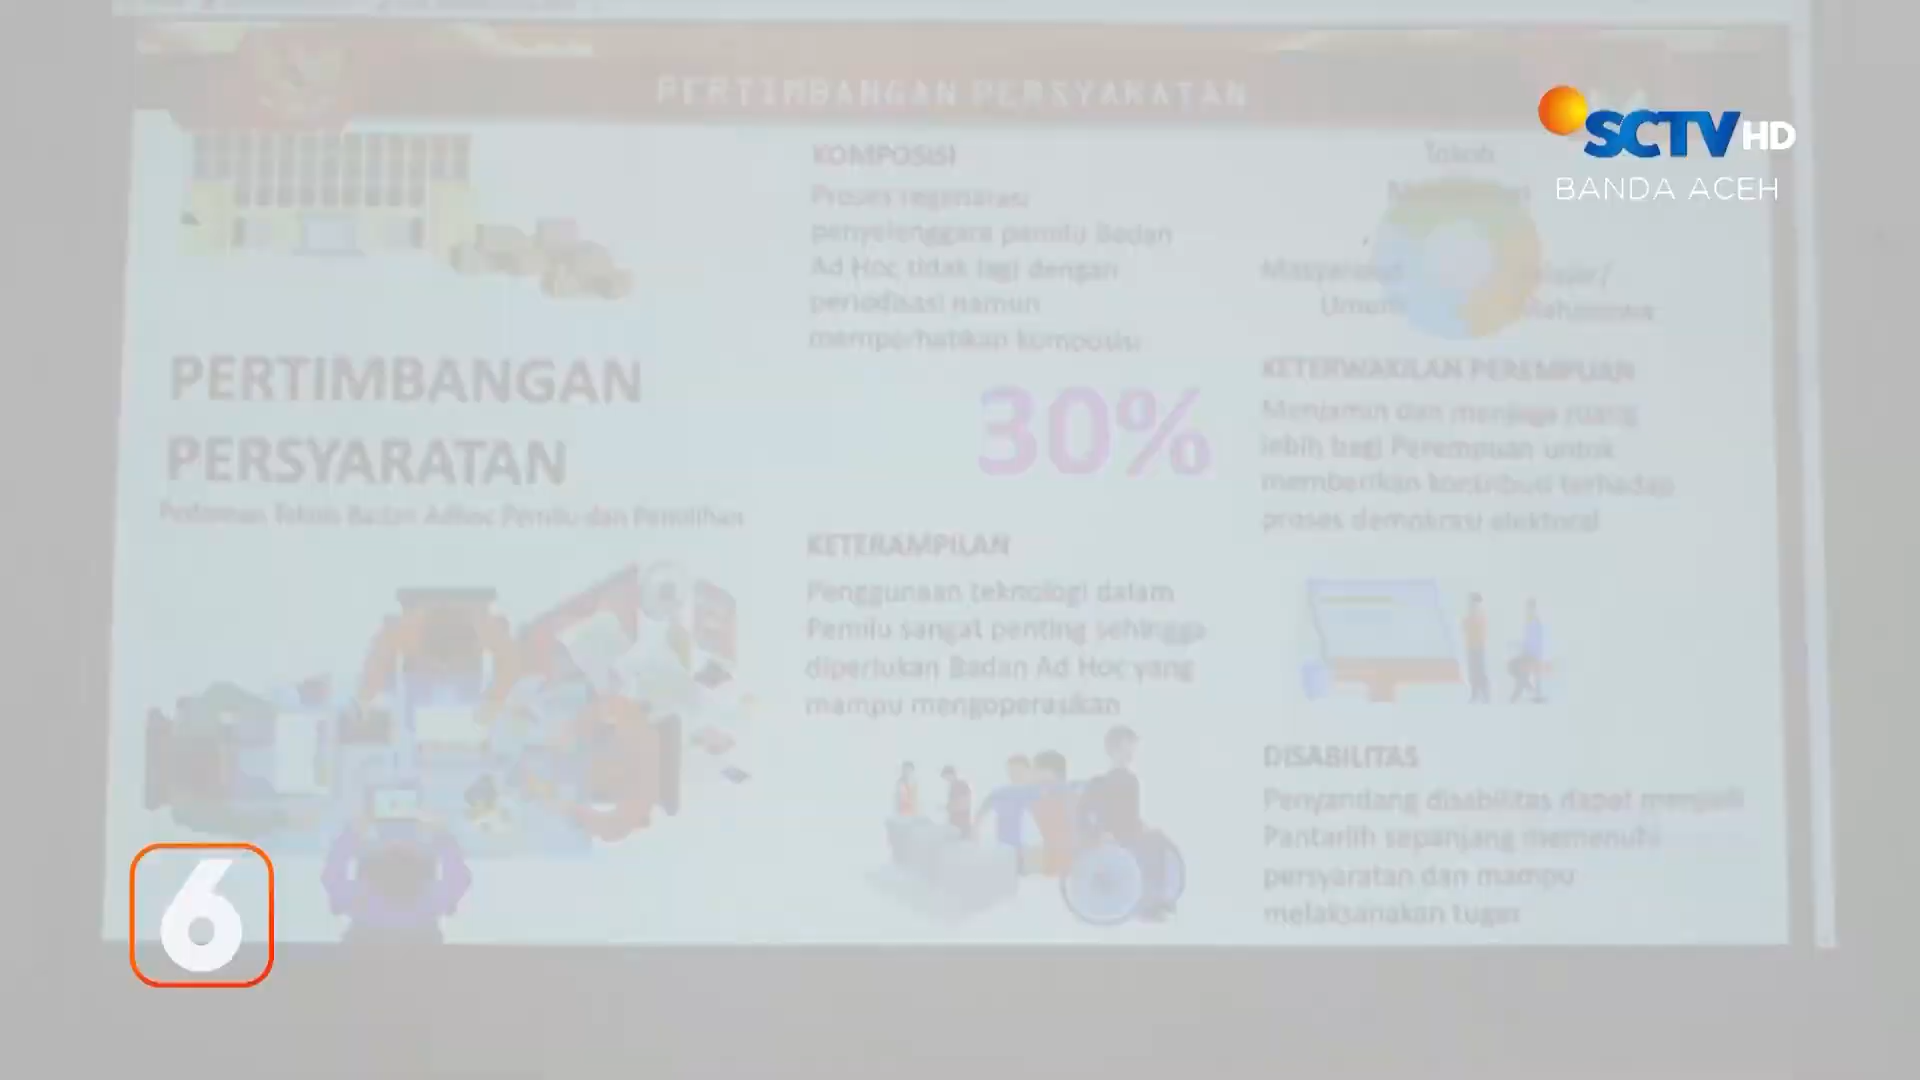 PERTIMBANGAN PERSYARATAN
SCTV HD
BANDA ACEH
KOMPOSISI
Proses regenerasi
penyelenggara pemilu Badan
Ad Hoc tidak lagi dengan
periodisasi namun
memperhatikan komposisi
Tokoh
Masyarakat
Umum
Mahasiswa
PERTIMBANGAN
PERSYARATAN
Pedoman Teknis Badan Adhoc Pemilu dan Pemilihan
30%
KETERWAKILAN PEREMPUAN
Menjamin dan menjaga ruang
lebih bagi Perempuan untuk
memberikan kontribusi terhadap
proses demokrasi elektoral
KETERAMPILAN
Penggunaan teknologi dalam
Pemilu sangat penting sehingga
diperlukan Badan Ad Hoc yang
mampu mengoperasikan
DISABILITAS
Penyandang disabilitas dapat menjadi
Pantarlih sepanjang memenuhi
persyaratan dan mampu
melaksanakan tugas
6